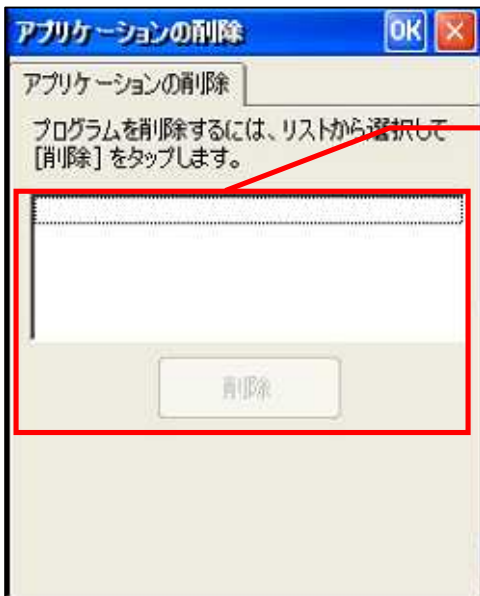 アプリケーションの削除 OK
アプリケーションの削除
プログラムを削除するには、リストから選択して
[削除] をタップします。
削除